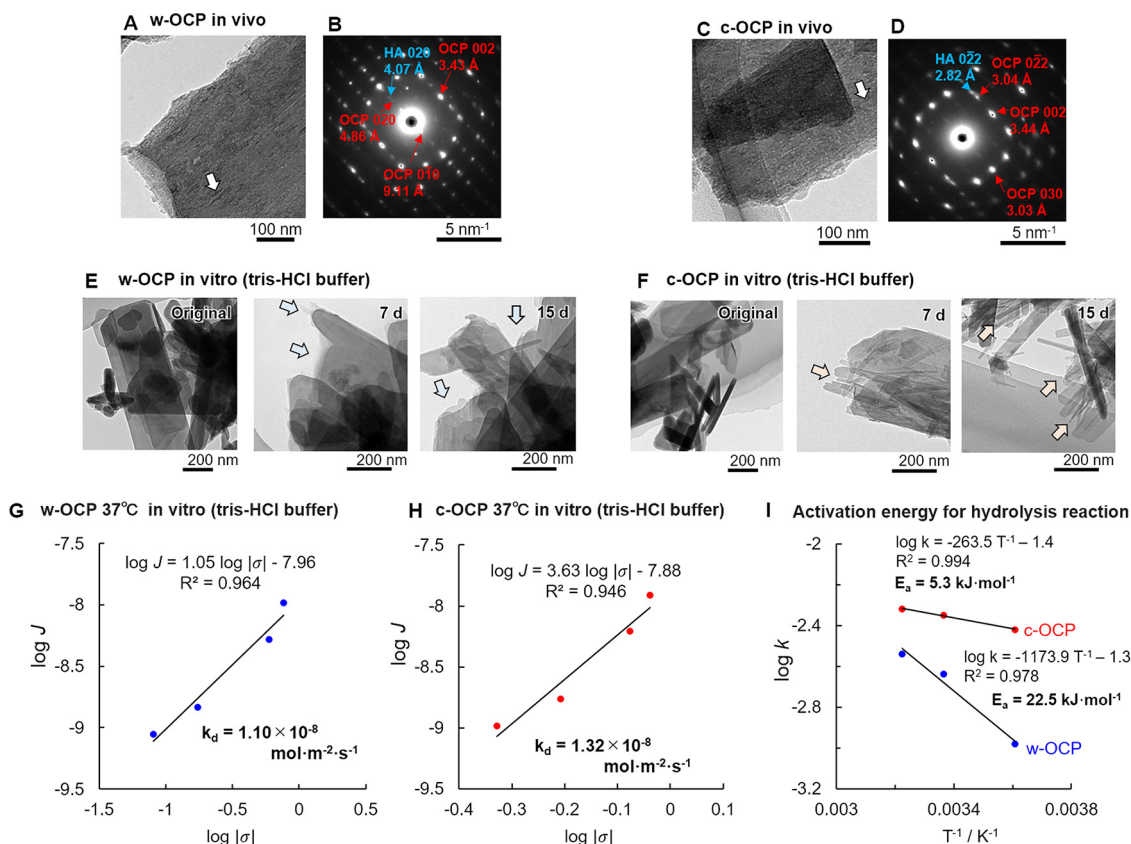 A w-OCP in vivo
B
HA 020
4.07 Å
OCP 002
3.43 Å
OCP 020
4.86 Å
OCP 010
9.11 Å
100 nm
5 nm-1
C c-OCP in vivo
D
HA 02̄2
2.82 Å
OCP 02̄2
3.04 Å
OCP 002
3.44 Å
OCP 030
3.03 Å
100 nm
5 nm-1
E w-OCP in vitro (tris-HCl buffer)
Original
7 d
15 d
200 nm
200 nm
200 nm
F c-OCP in vitro (tris-HCl buffer)
Original
7 d
15 d
200 nm
200 nm
200 nm
G w-OCP 37℃ in vitro (tris-HCl buffer)
log J = 1.05 log |σ| - 7.96
R² = 0.964
kd = 1.10×10-8
mol·m-2·s-1
log J
-7.5
-8
-8.5
-9
-9.5
-1.5
-1
-0.5
0
0.5
log |σ|
H c-OCP 37℃ in vitro (tris-HCl buffer)
log J = 3.63 log |σ| - 7.88
R² = 0.946
kd = 1.32×10-8
mol·m-2·s-1
log J
-7.5
-8
-8.5
-9
-9.5
-0.4
-0.3
-0.2
-0.1
0
0.1
log |σ|
I Activation energy for hydrolysis reaction
log k = -263.5 T-1 – 1.4
R² = 0.994
Ea = 5.3 kJ·mol-1
c-OCP
log k = -1173.9 T-1 – 1.3
R² = 0.978
Ea = 22.5 kJ·mol-1
w-OCP
log k
-2
-2.4
-2.8
-3.2
0.003
0.0034
0.0038
T-1 / K-1